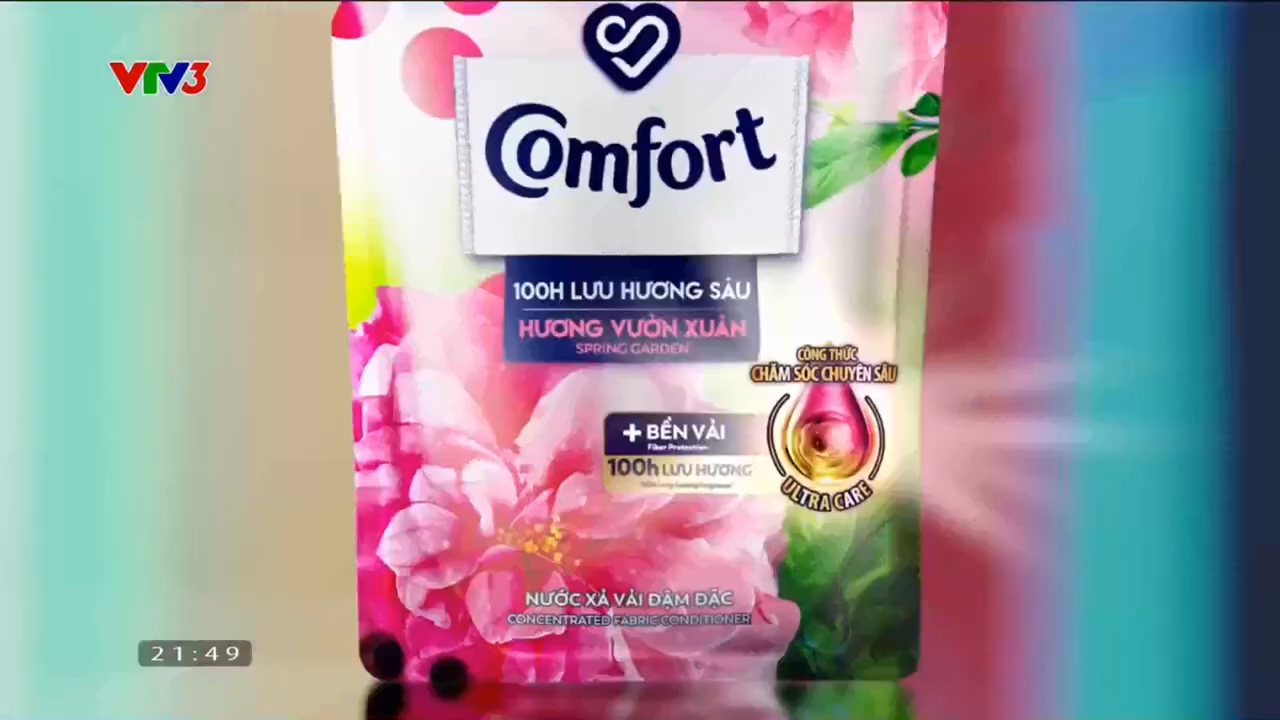 VTV3
Comfort
100H LƯU HƯƠNG SÂU
HƯƠNG VƯỜN XUÂN
SPRING GARDEN
CÔNG THỨC
CHĂM SÓC CHUYÊN SÂU
+ BỀN VẢI
Fiber Protection
100h LƯU HƯƠNG
ULTRA CARE
NƯỚC XẢ VẢI ĐẬM ĐẶC
CONCENTRATED FABRIC CONDITIONER
21:49